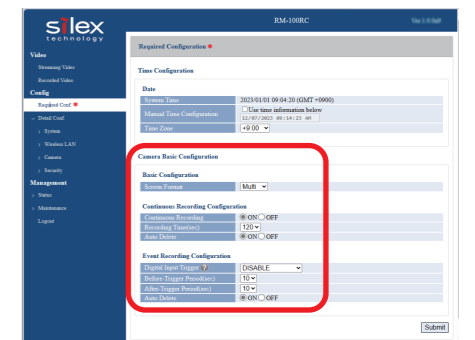 silex
technology
RM-100RC
Video
Streaming Video
Recorded Video
Config
Required Conf. *
Detail Conf.
› System
› Wireless LAN
› Camera
› Security
Management
› Status
› Maintenance
Logout
Required Configuration *
Time Configuration
Date
System Time 2023/01/01 09:04:20 (GMT +0900)
Manual Time Configuration Use time information below
12/07/2023 09:14:23 AM
Time Zone +9:00
Camera Basic Configuration
Basic Configuration
Screen Format Multi
Continuous Recording Configuration
Continuous Recording ON OFF
Recording Time(sec) 120
Auto Delete ON OFF
Event Recording Configuration
Digital Input Trigger ? DISABLE
Before-Trigger Period(sec) 10
After-Trigger Period(sec) 10
Auto Delete ON OFF
Submit